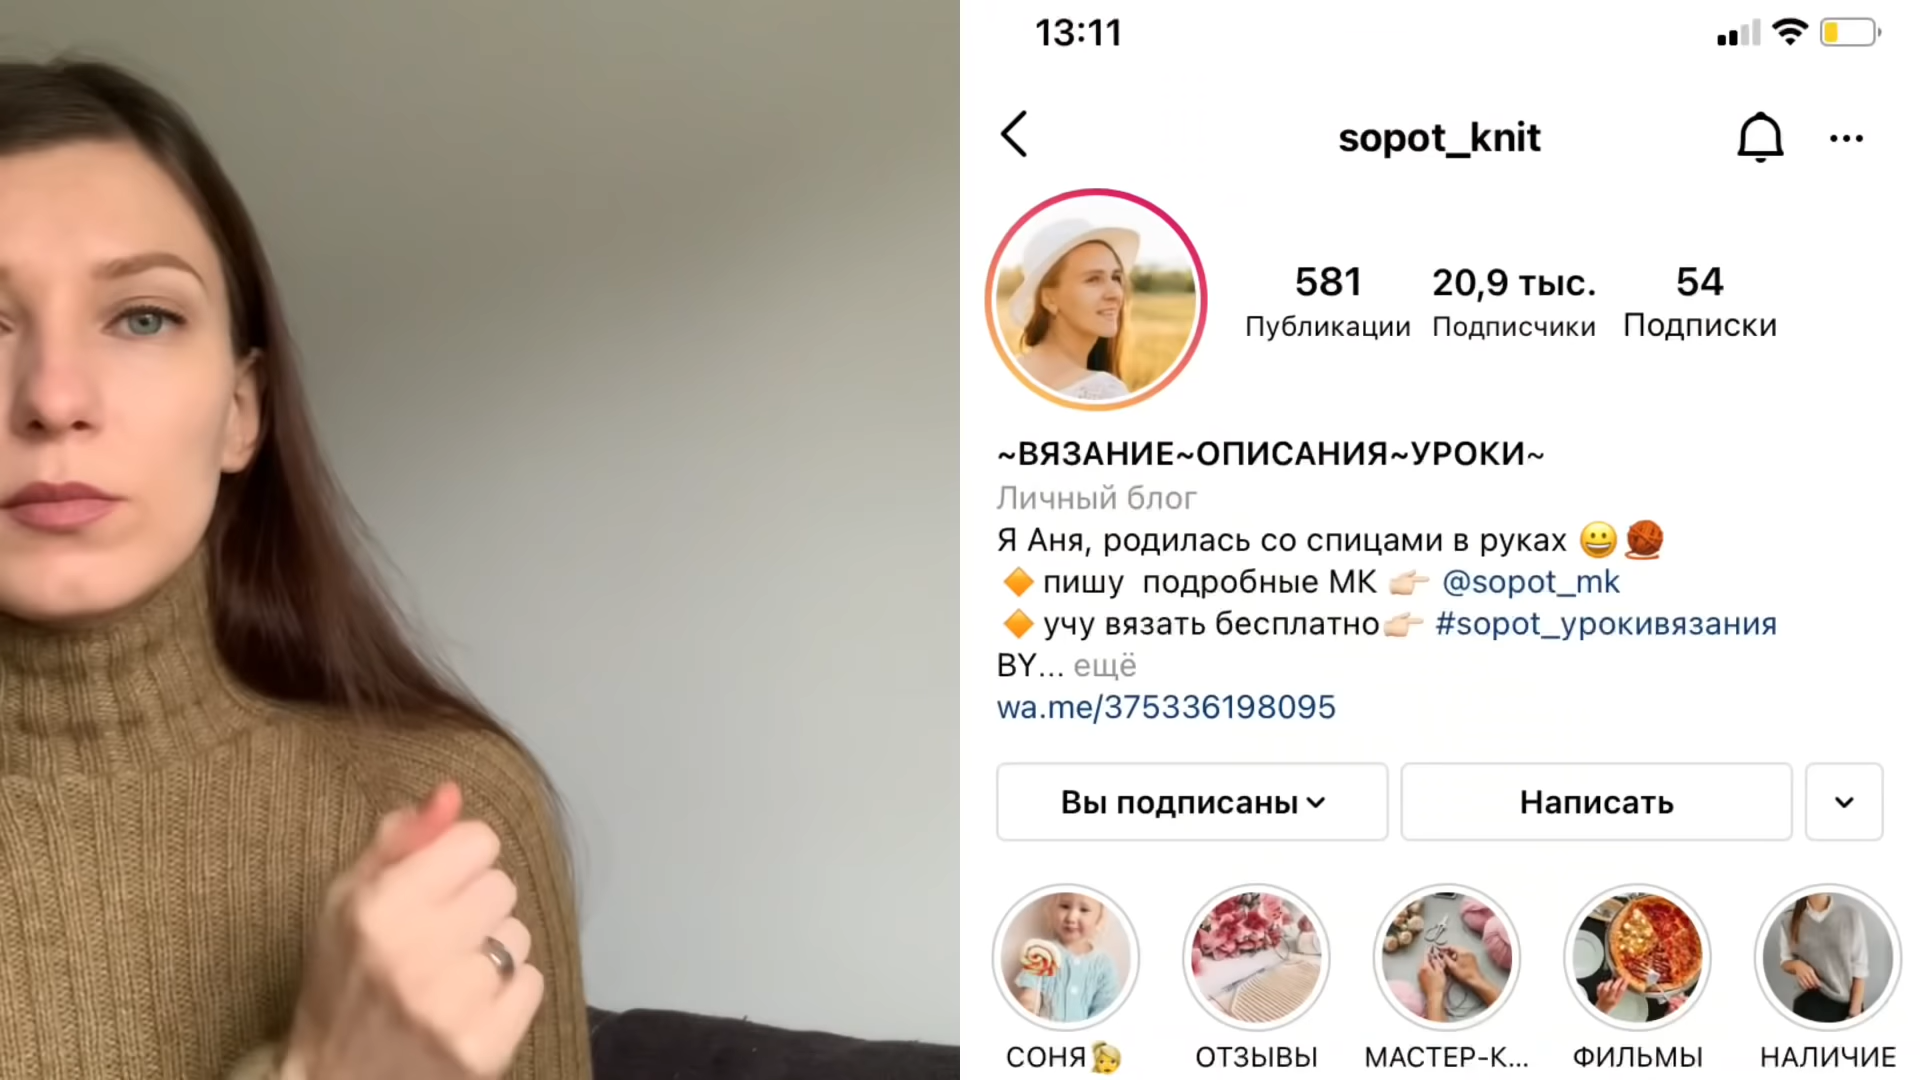 13:11
sopot_knit
581 20,9 тыс. 54
Публикации Подписчики Подписки
~ВЯЗАНИЕ~ОПИСАНИЯ~УРОКИ~
Личный блог
Я Аня, родилась со спицами в руках 😀🧶
🔸пишу подробные МК 👉🏻 @sopot_mk
🔸учу вязать бесплатно👉🏻 #sopot_урокивязания
BY... ещё
wa.me/375336198095
Вы подписаны Написать
СОНЯ👧 ОТЗЫВЫ МАСТЕР-К... ФИЛЬМЫ НАЛИЧИЕ